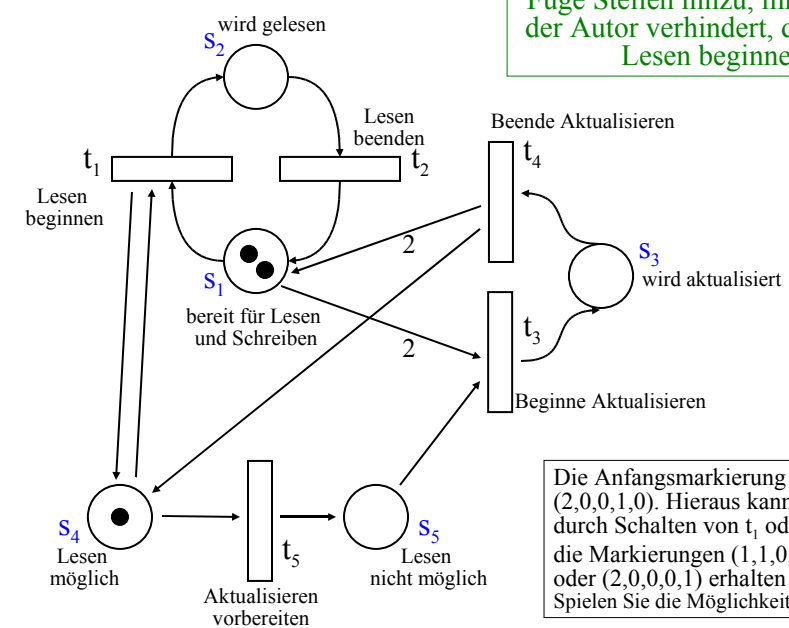 Füge Stellen hinzu,
der Autor verhindert,
Lesen beginne
wird gelesen
s2
Lesen
beenden
Beende Aktualisieren
t1
t2
t4
Lesen
beginnen
2
s3
wird aktualisiert
s1
bereit für Lesen
und Schreiben
t3
2
Beginne Aktualisieren
Die Anfangsmarkierung
(2,0,0,1,0). Hieraus kann
durch Schalten von t1 od
die Markierungen (1,1,0,
oder (2,0,0,0,1) erhalten
Spielen Sie die Möglichkeit
s4
Lesen
möglich
t5
s5
Lesen
nicht möglich
Aktualisieren
vorbereiten